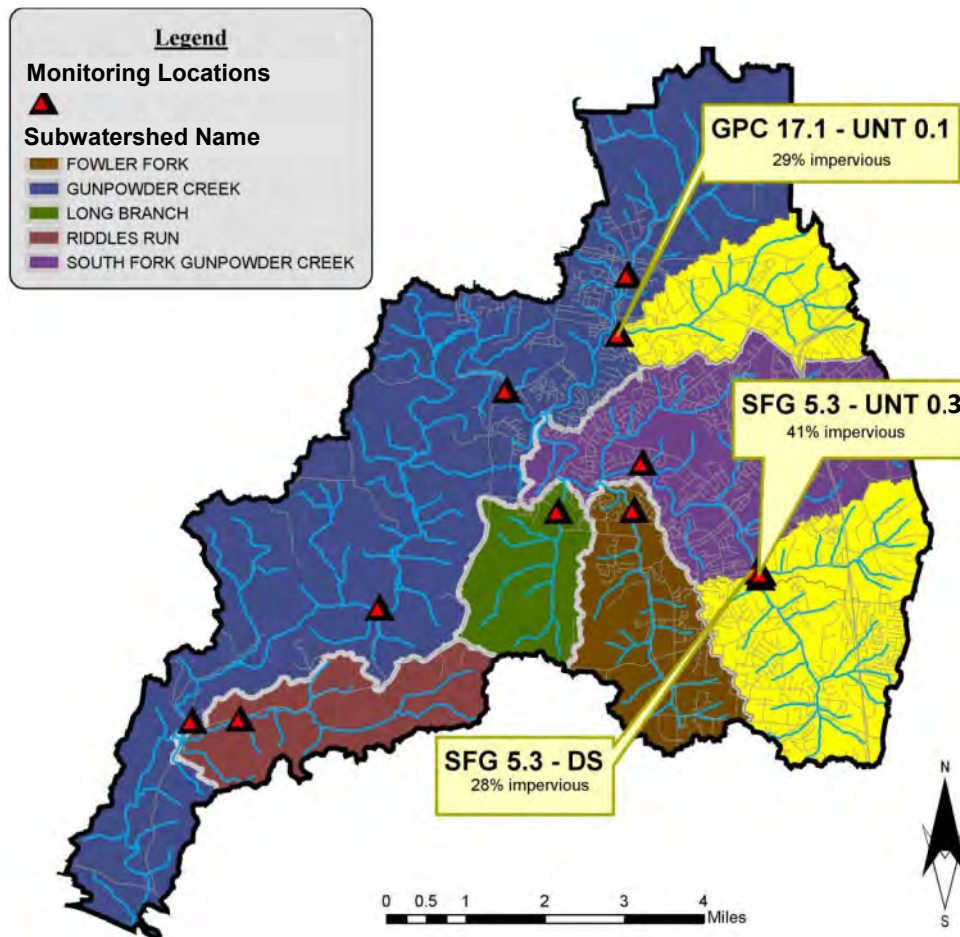 Legend
Monitoring Locations
Subwatershed Name
FOWLER FORK
GUNPOWDER CREEK
LONG BRANCH
RIDDLES RUN
SOUTH FORK GUNPOWDER CREEK
GPC 17.1 - UNT 0.1
29% impervious
SFG 5.3 - UNT 0.3
41% impervious
SFG 5.3 - DS
28% impervious
N
S
0 0.5 1 2 3 4
Miles